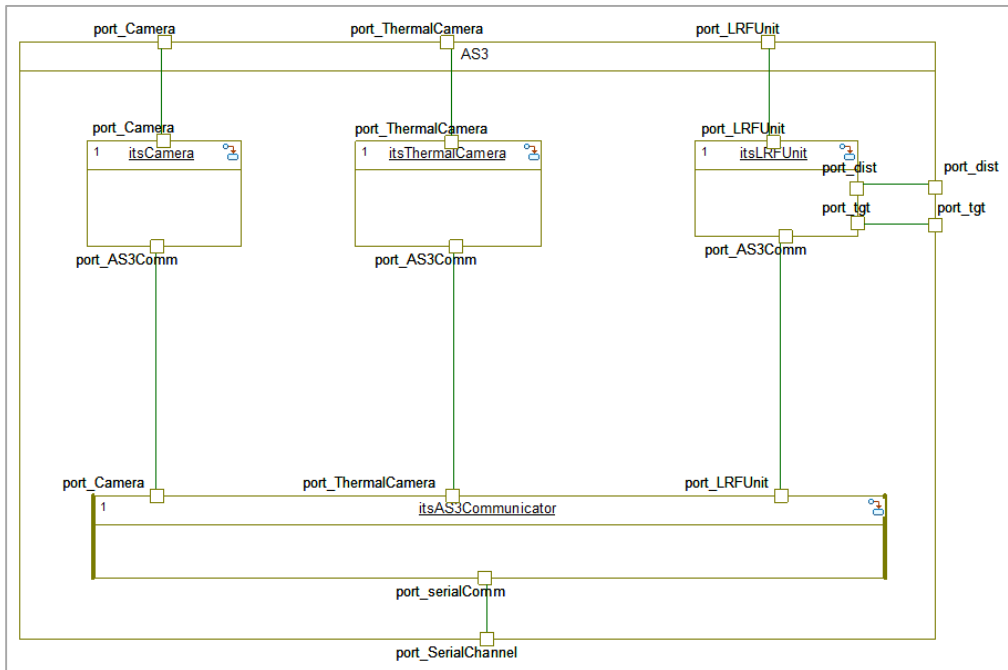 port_Camera
port_ThermalCamera
port_LRFUnit
AS3
port_Camera
port_ThermalCamera
port_LRFUnit
1 itsCamera
1 itsThermalCamera
1 itsLRFUnit
port_dist
port_dist
port_tgt
port_tgt
port_AS3Comm
port_AS3Comm
port_AS3Comm
port_Camera
port_ThermalCamera
port_LRFUnit
1 itsAS3Communicator
port_serialComm
port_SerialChannel